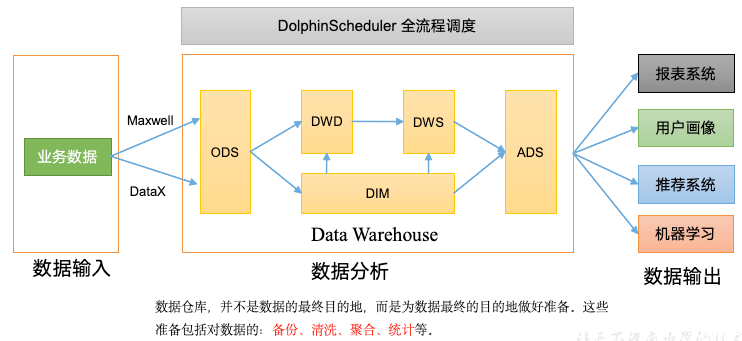 DolphinScheduler 全流程调度
业务数据
Maxwell
DataX
ODS
DWD
DWS
DIM
ADS
Data Warehouse
报表系统
用户画像
推荐系统
机器学习
数据输入
数据分析
数据输出
数据仓库，并不是数据的最终目的地，而是为数据最终的目的地做好准备。这些
准备包括对数据的：备份、清洗、聚合、统计等。